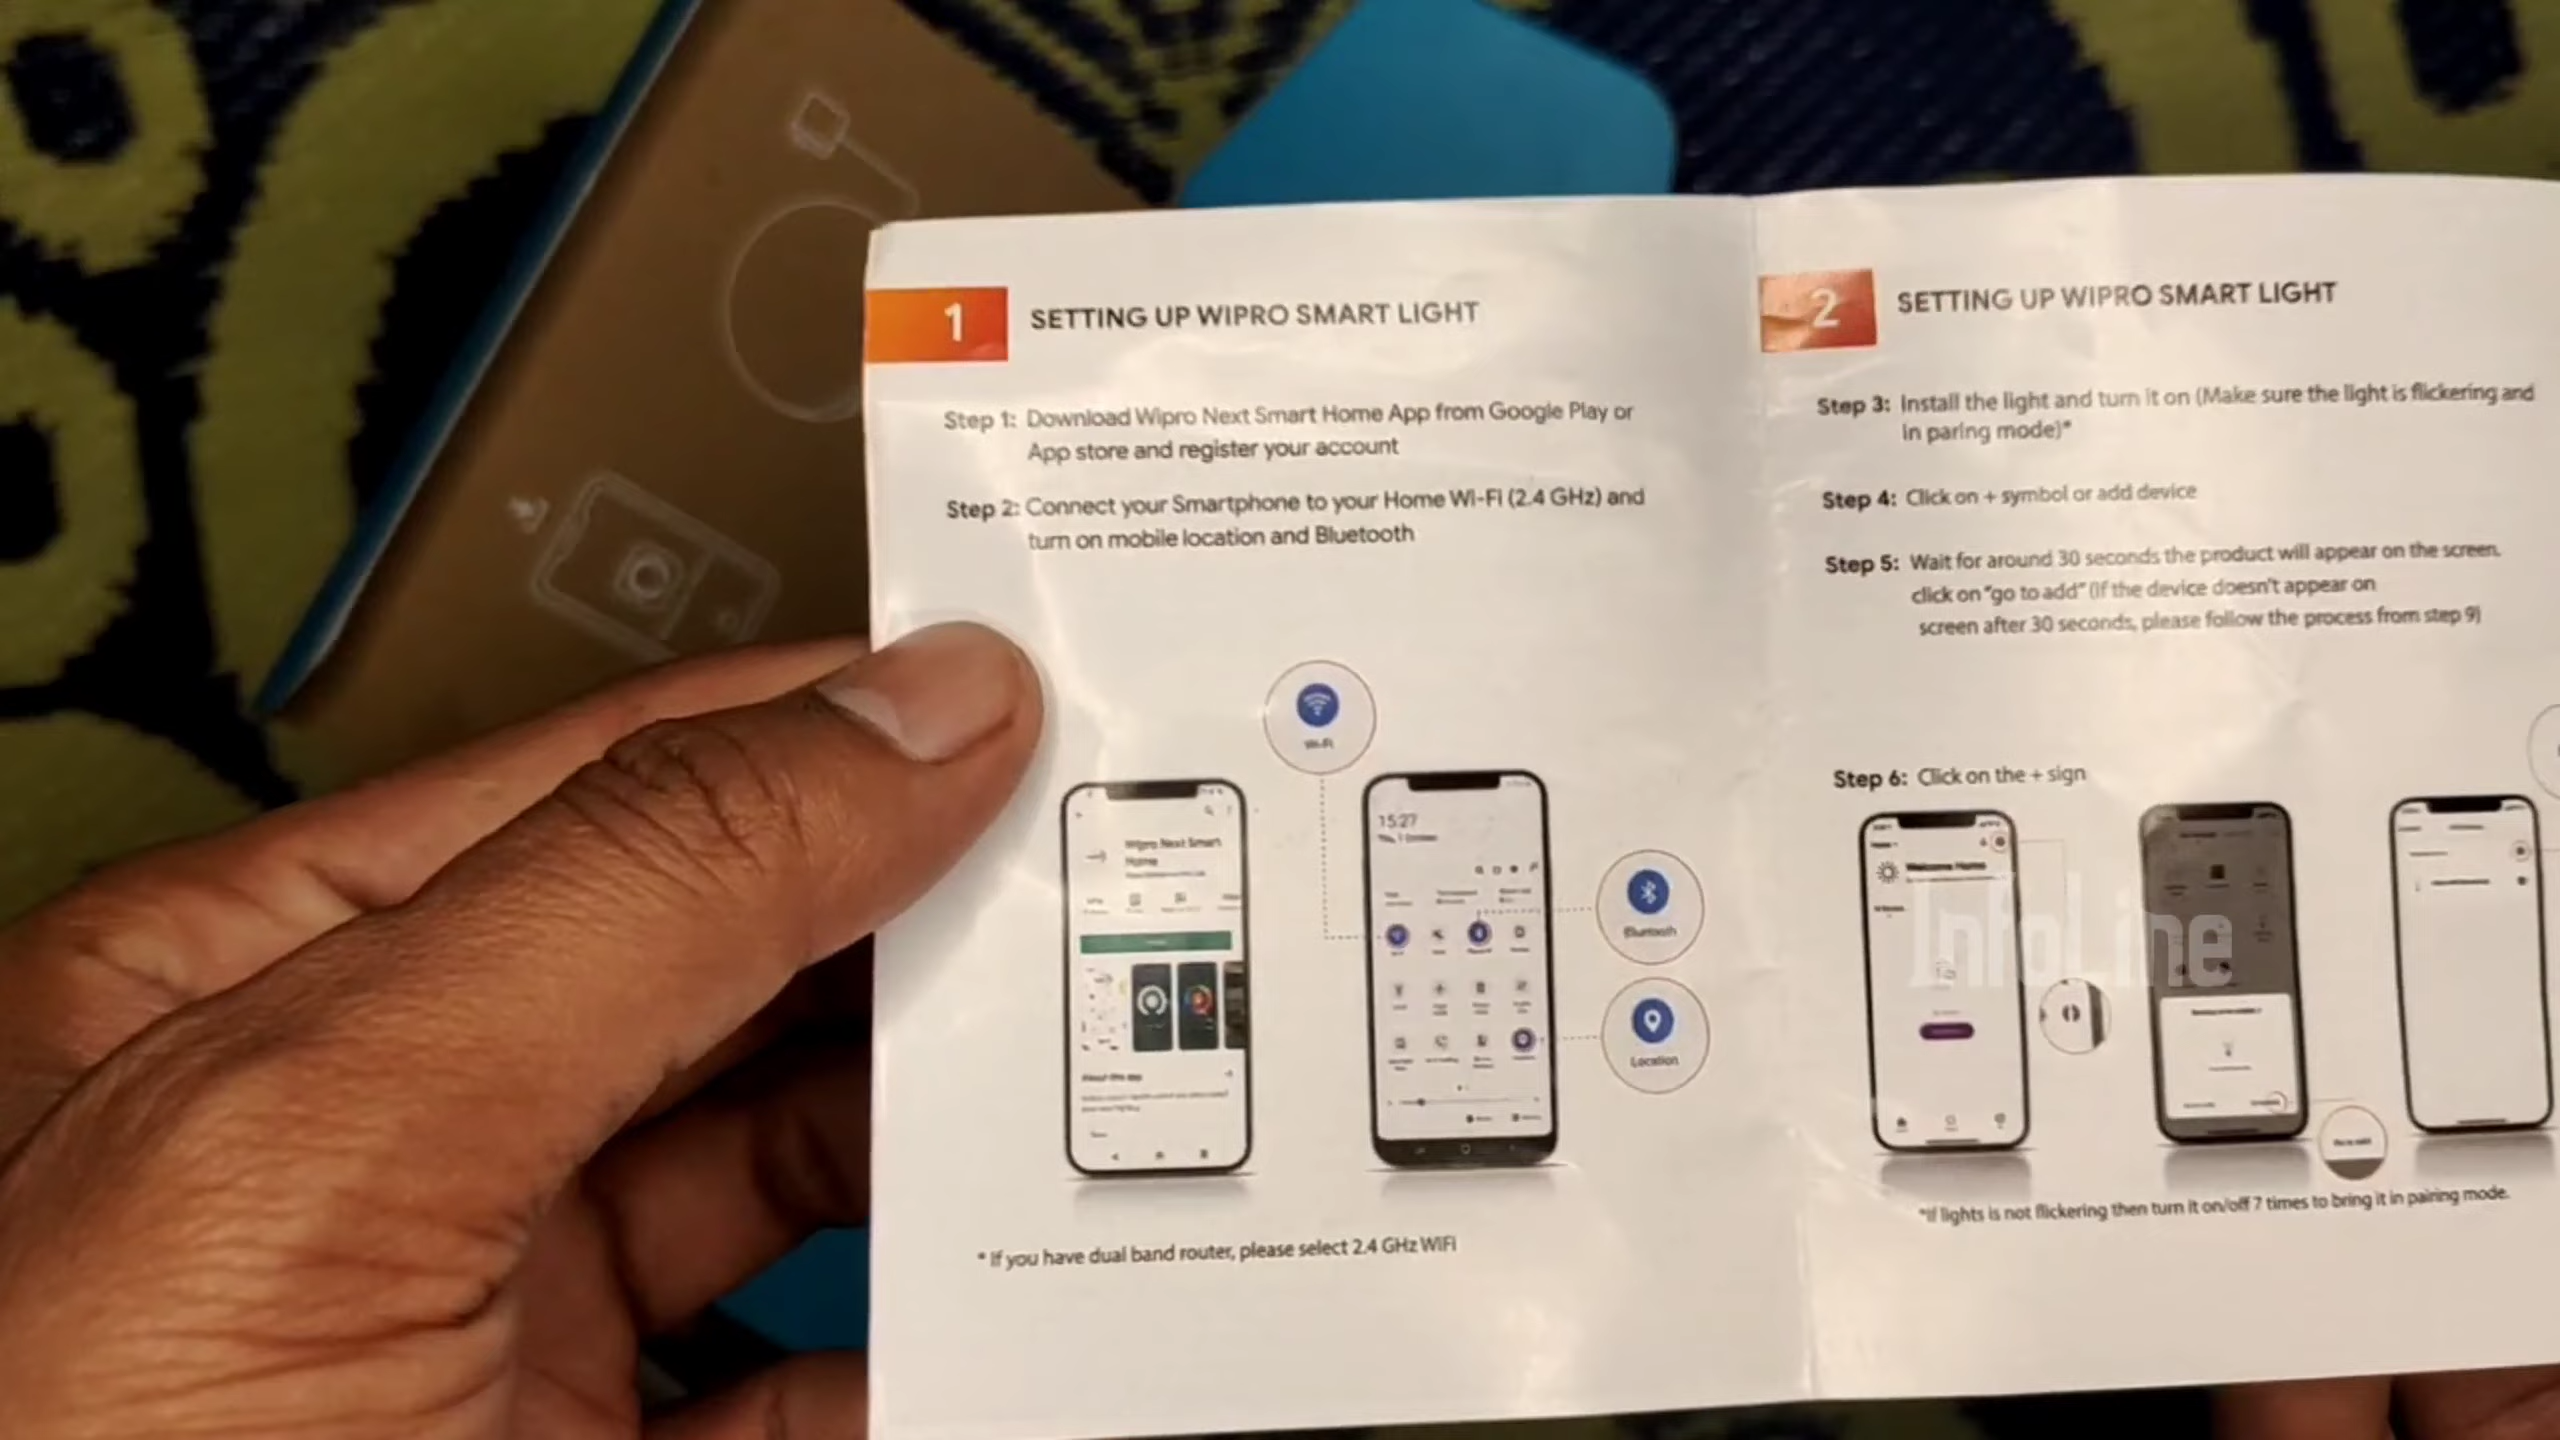 1
SETTING UP WIPRO SMART LIGHT
Step 1: Download Wipro Next Smart Home App from Google Play or
App store and register your account
Step 2: Connect your Smartphone to your Home Wi-Fi (2.4 GHz) and
turn on mobile location and Bluetooth
Wi-Fi
Wipro Next Smart
Home
About this app
15:27
Bluetooth
Location
* If you have dual band router, please select 2.4 GHz WIFI
2
SETTING UP WIPRO SMART LIGHT
Step 3: Install the light and turn it on (Make sure the light is flickering and
in paring mode)*
Step 4: Click on + symbol or add device
Step 5: Wait for around 30 seconds the product will appear on the screen.
click on "go to add" (If the device doesn't appear on
screen after 30 seconds, please follow the process from step 9)
Step 6: Click on the + sign
Welcome Home
InfoLine
*If lights is not flickering then turn it on/off 7 times to bring it in pairing mode.